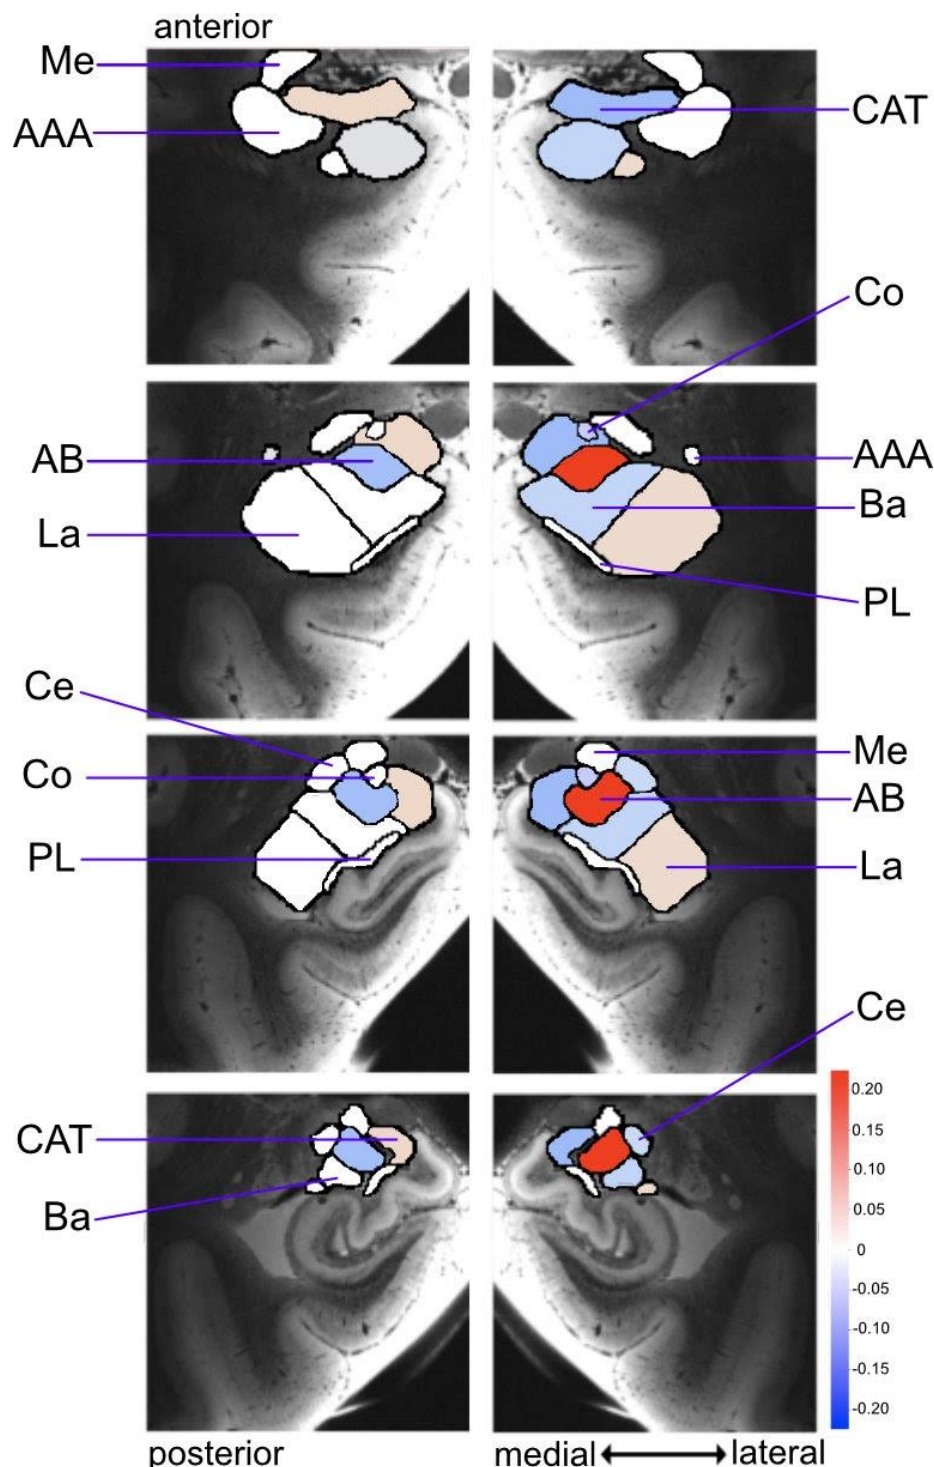 anterior
Me
AAA
CAT
Co
AB
AAA
La
Ba
PL
Ce
Co
Me
AB
PL
La
Ce
CAT
Ba
0.20
0.15
0.10
0.05
0
-0.05
-0.10
-0.15
-0.20
posterior
medial lateral